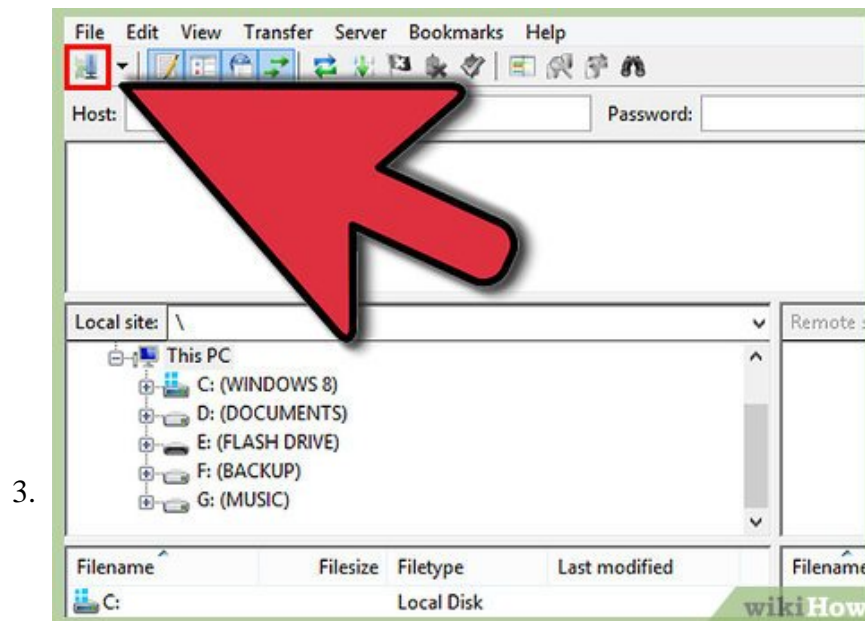 File Edit View Transfer Server Bookmarks Help
Host: Password:
Local site: \ Remote
This PC
C: (WINDOWS 8)
D: (DOCUMENTS)
E: (FLASH DRIVE)
F: (BACKUP)
G: (MUSIC)
3.
Filename Filesize Filetype Last modified Filename
C: Local Disk
wikiHow